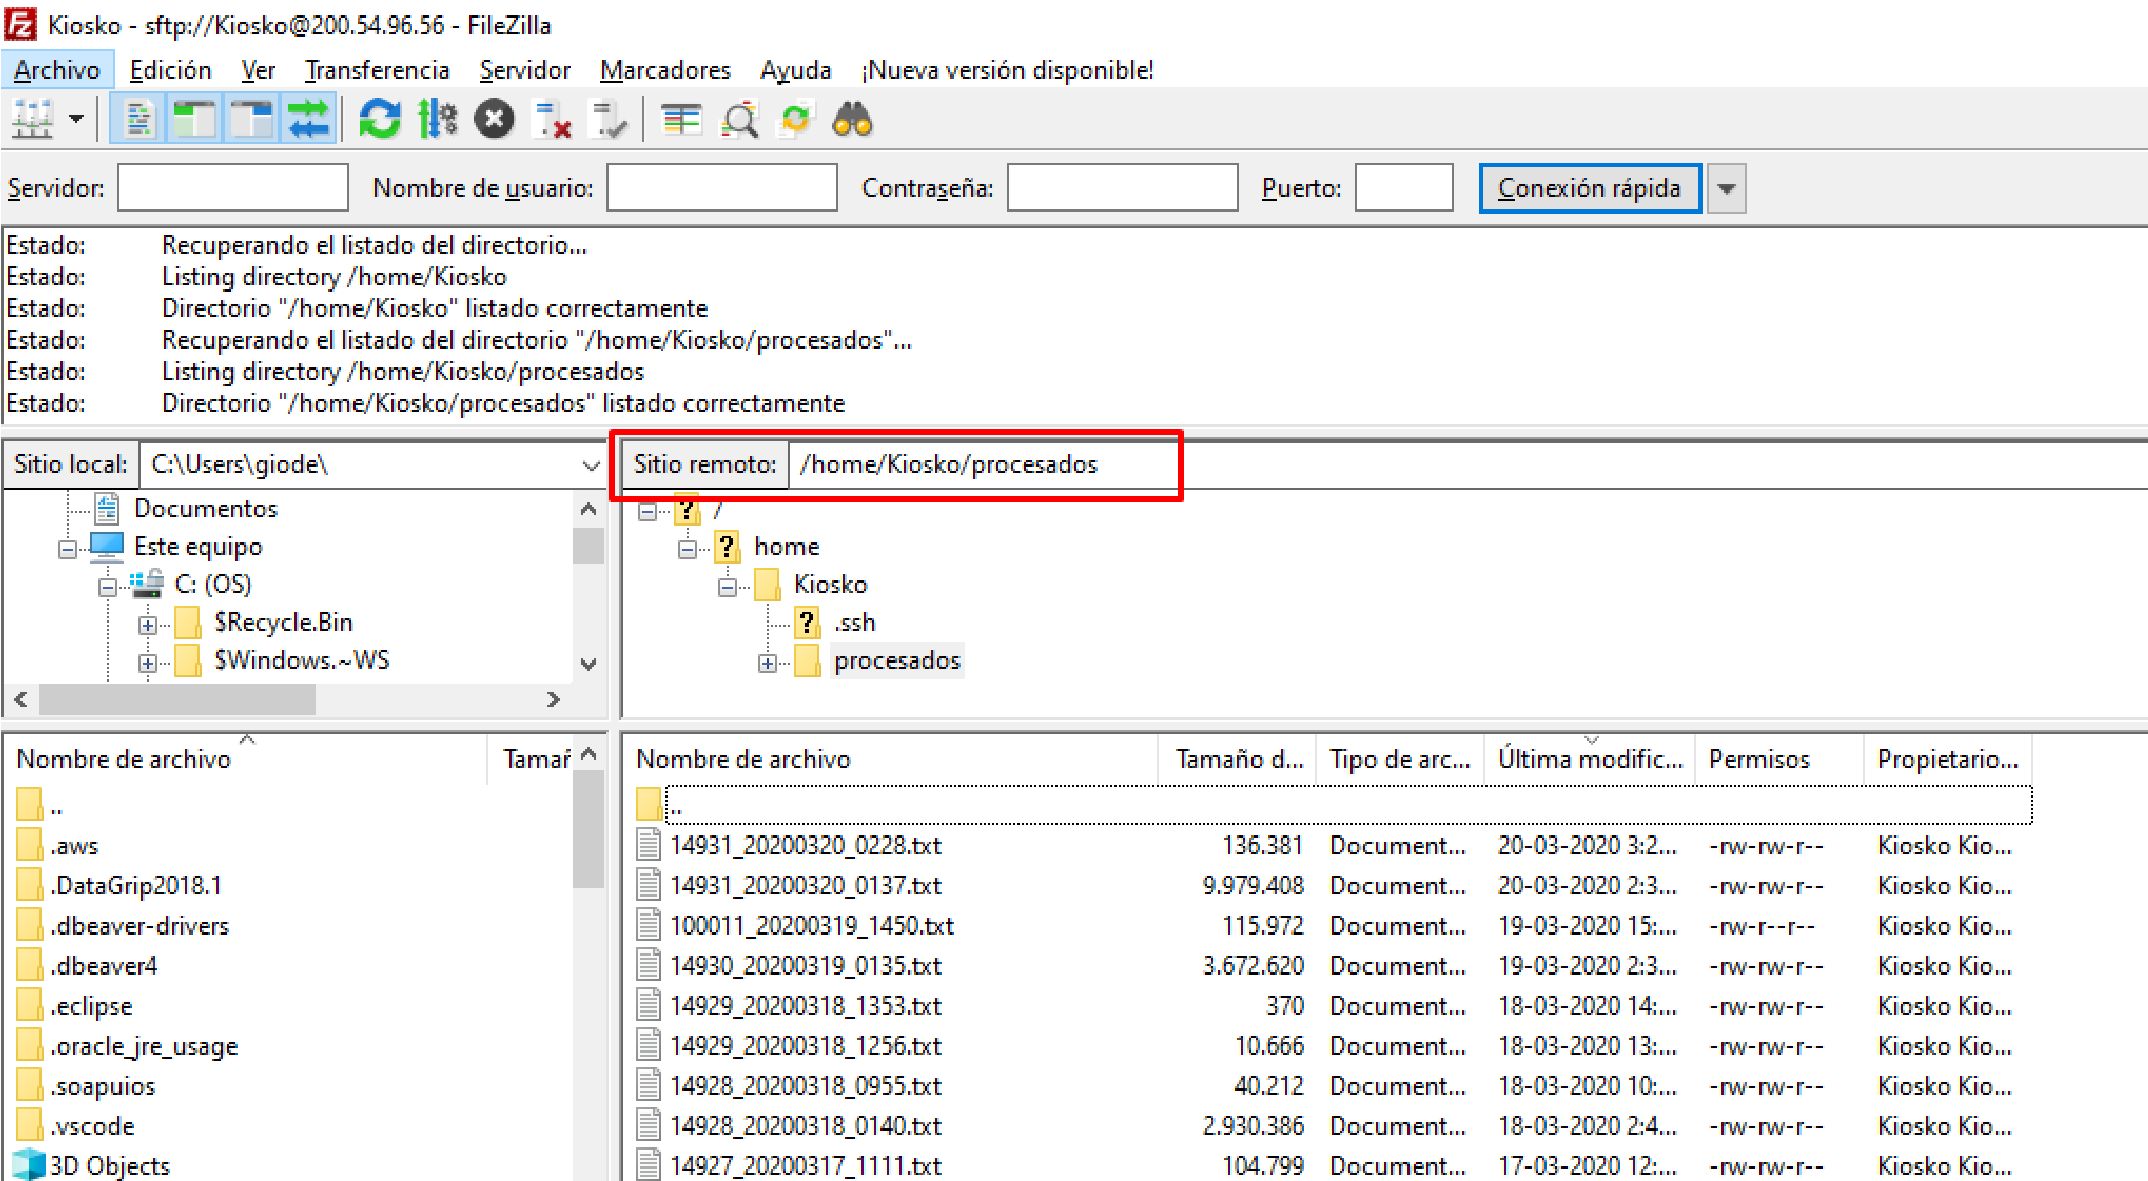 Kiosko - sftp://Kiosko@200.54.96.56 - FileZilla
Archivo Edición Ver Transferencia Servidor Marcadores Ayuda ¡Nueva versión disponible!
Servidor: Nombre de usuario: Contraseña: Puerto: Conexión rápida
Estado: Recuperando el listado del directorio...
Estado: Listing directory /home/Kiosko
Estado: Directorio "/home/Kiosko" listado correctamente
Estado: Recuperando el listado del directorio "/home/Kiosko/procesados"...
Estado: Listing directory /home/Kiosko/procesados
Estado: Directorio "/home/Kiosko/procesados" listado correctamente
Sitio local: C:\Users\giode\
Documentos
Este equipo
C: (OS)
$Recycle.Bin
$Windows.~WS
Sitio remoto: /home/Kiosko/procesados
/
home
Kiosko
.ssh
procesados
Nombre de archivo Tamañ
..
.aws
.DataGrip2018.1
.dbeaver-drivers
.dbeaver4
.eclipse
.oracle_jre_usage
.soapuios
.vscode
3D Objects
Nombre de archivo Tamaño d... Tipo de arc... Última modific... Permisos Propietario...
..
14931_20200320_0228.txt 136.381 Document... 20-03-2020 3:2... -rw-rw-r-- Kiosko Kio...
14931_20200320_0137.txt 9.979.408 Document... 20-03-2020 2:3... -rw-rw-r-- Kiosko Kio...
100011_20200319_1450.txt 115.972 Document... 19-03-2020 15:... -rw-r--r-- Kiosko Kio...
14930_20200319_0135.txt 3.672.620 Document... 19-03-2020 2:3... -rw-rw-r-- Kiosko Kio...
14929_20200318_1353.txt 370 Document... 18-03-2020 14:... -rw-rw-r-- Kiosko Kio...
14929_20200318_1256.txt 10.666 Document... 18-03-2020 13:... -rw-rw-r-- Kiosko Kio...
14928_20200318_0955.txt 40.212 Document... 18-03-2020 10:... -rw-rw-r-- Kiosko Kio...
14928_20200318_0140.txt 2.930.386 Document... 18-03-2020 2:4... -rw-rw-r-- Kiosko Kio...
14927_20200317_1111.txt 104.799 Document... 17-03-2020 12:... -rw-rw-r-- Kiosko Kio...